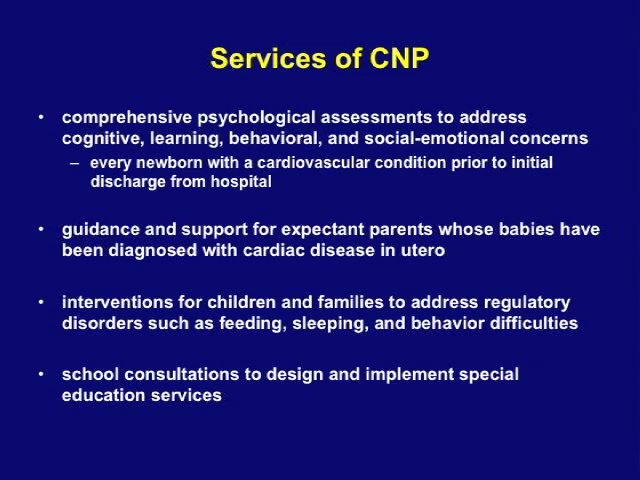 Services of CNP
• comprehensive psychological assessments to address
cognitive, learning, behavioral, and social-emotional concerns
– every newborn with a cardiovascular condition prior to initial
discharge from hospital
• guidance and support for expectant parents whose babies have
been diagnosed with cardiac disease in utero
• interventions for children and families to address regulatory
disorders such as feeding, sleeping, and behavior difficulties
• school consultations to design and implement special
education services